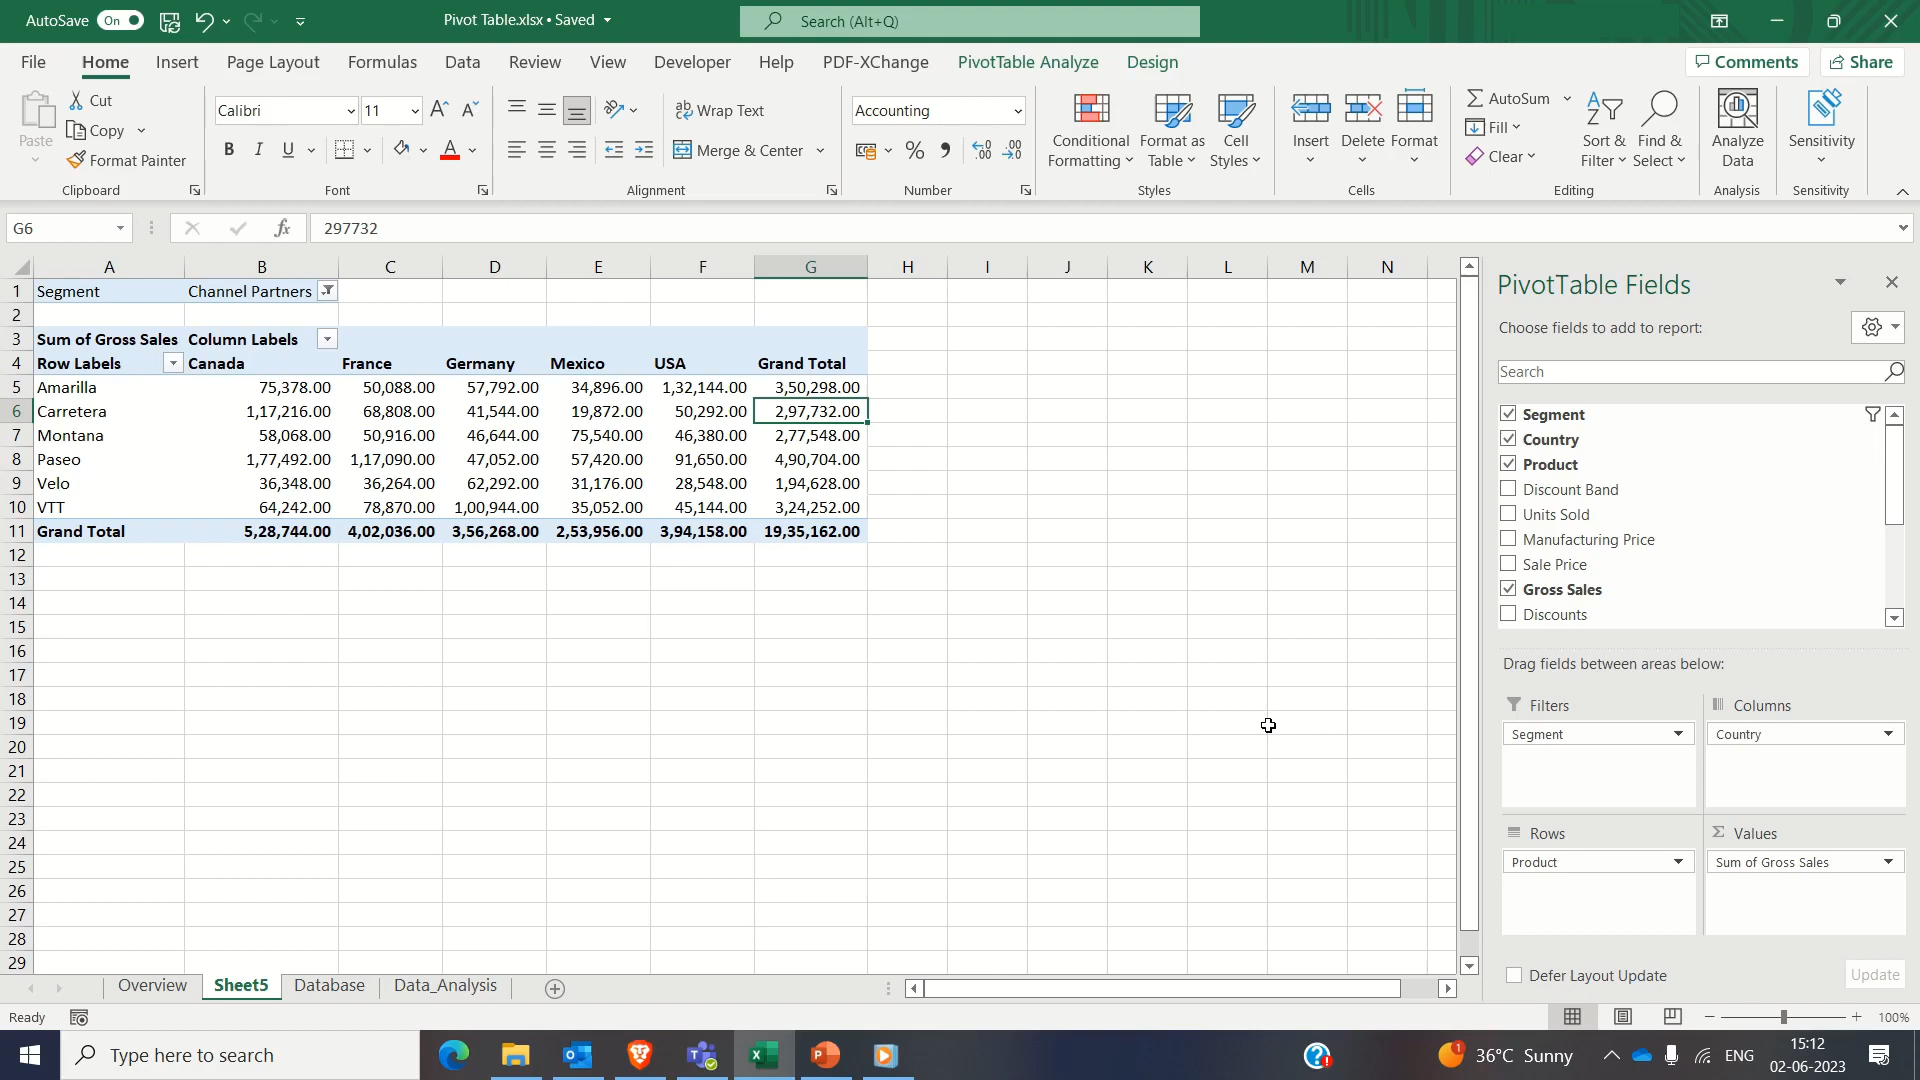 AutoSave On Pivot Table.xlsx • Saved Search (Alt+Q)
File Home Insert Page Layout Formulas Data Review View Developer Help PDF-XChange PivotTable Analyze Design Comments Share
Paste Cut Copy Format Painter
Calibri 11
B I U A
Wrap Text
Merge & Center
Accounting
% 9
Conditional Formatting Format as Table Cell Styles
Insert Delete Format
AutoSum Fill Clear
Sort & Filter Find & Select
Analyze Data
Sensitivity
Clipboard Font Alignment Number Styles Cells Editing Analysis Sensitivity
G6 fx 297732
A B C D E F G H I J K L M N
1 Segment Channel Partners
2
3 Sum of Gross Sales Column Labels
4 Row Labels Canada France Germany Mexico USA Grand Total
5 Amarilla 75,378.00 50,088.00 57,792.00 34,896.00 1,32,144.00 3,50,298.00
6 Carretera 1,17,216.00 68,808.00 41,544.00 19,872.00 50,292.00 2,97,732.00
7 Montana 58,068.00 50,916.00 46,644.00 75,540.00 46,380.00 2,77,548.00
8 Paseo 1,77,492.00 1,17,090.00 47,052.00 57,420.00 91,650.00 4,90,704.00
9 Velo 36,348.00 36,264.00 62,292.00 31,176.00 28,548.00 1,94,628.00
10 VTT 64,242.00 78,870.00 1,00,944.00 35,052.00 45,144.00 3,24,252.00
11 Grand Total 5,28,744.00 4,02,036.00 3,56,268.00 2,53,956.00 3,94,158.00 19,35,162.00
12
13
14
15
16
17
18
19
20
21
22
23
24
25
26
27
28
29
PivotTable Fields
Choose fields to add to report:
Search
Segment
Country
Product
Discount Band
Units Sold
Manufacturing Price
Sale Price
Gross Sales
Discounts
Drag fields between areas below:
Filters Columns
Segment Country
Rows Σ Values
Product Sum of Gross Sales
Defer Layout Update Update
Overview Sheet5 Database Data_Analysis
Ready 100%
Type here to search 36°C Sunny ENG 15:12
02-06-2023